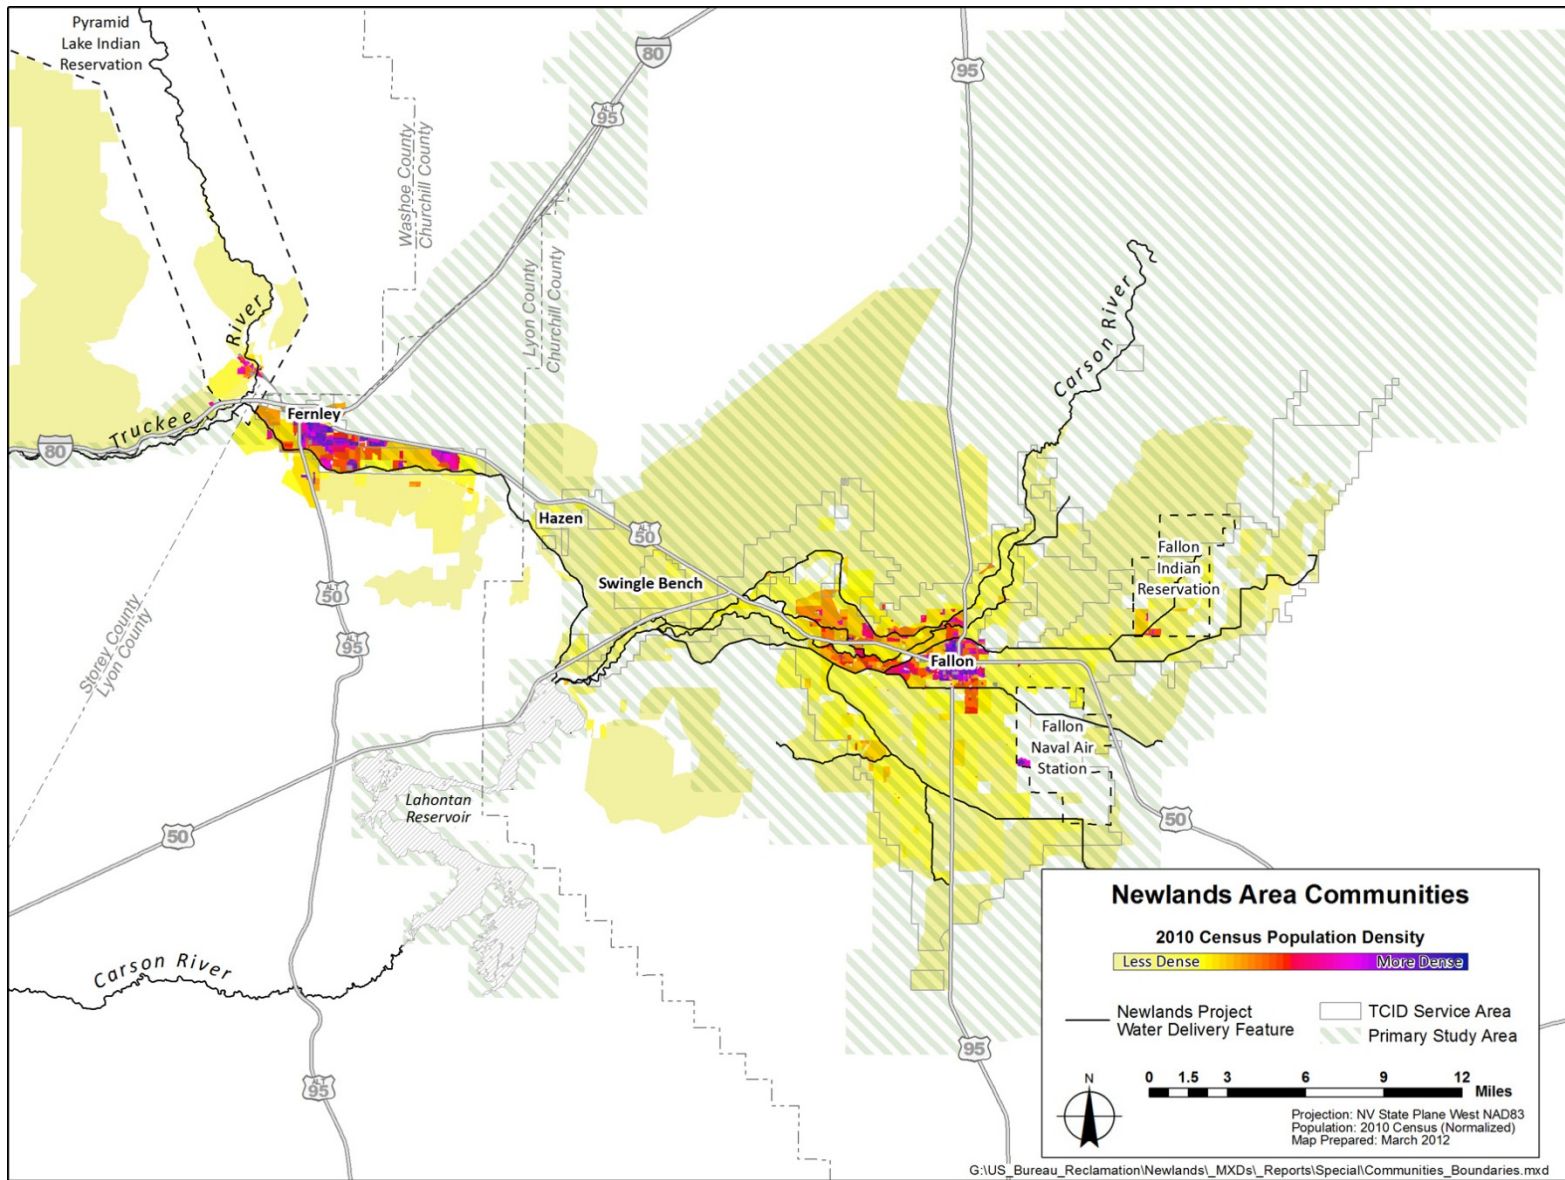 Pyramid
Lake Indian
Reservation
80
ALT
95
95
Washoe County
Churchill County
Lyon County
Churchill County
Carson River
River
Truckee
Fernley
80
Hazen
ALT
50
Swingle Bench
Fallon
Indian
Reservation
Storey County
Lyon County
ALT
50
ALT
95
Fallon
Fallon
Naval Air
Station
Lahontan
Reservoir
50
50
Carson River
95
ALT
95
Newlands Area Communities
2010 Census Population Density
Less Dense More Dense
Newlands Project
Water Delivery Feature
TCID Service Area
Primary Study Area
N
0 1.5 3 6 9 12
Miles
Projection: NV State Plane West NAD83
Population: 2010 Census (Normalized)
Map Prepared: March 2012
G:\US_Bureau_Reclamation\Newlands\_MXDs\_Reports\Special\Communities_Boundaries.mxd